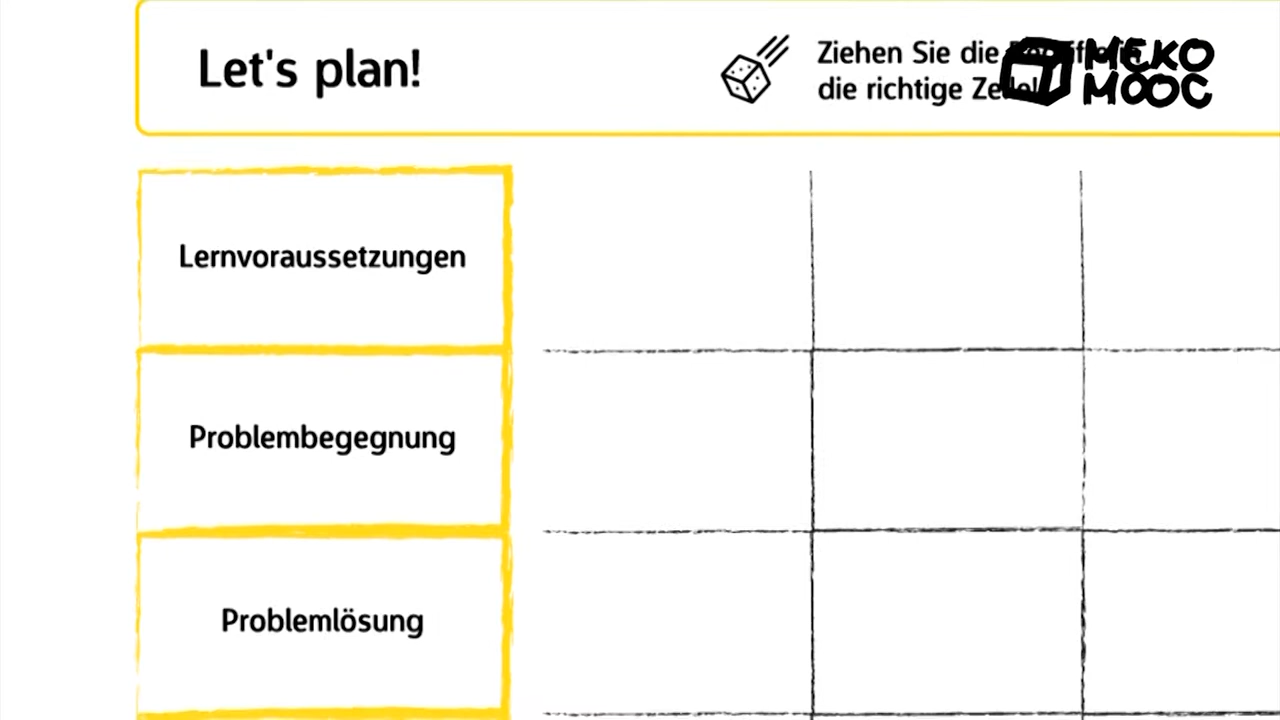 Let's plan!
Ziehen Sie die
die richtige
MEKO
MOOC
Lernvoraussetzungen
Problembegegnung
Problemlösung